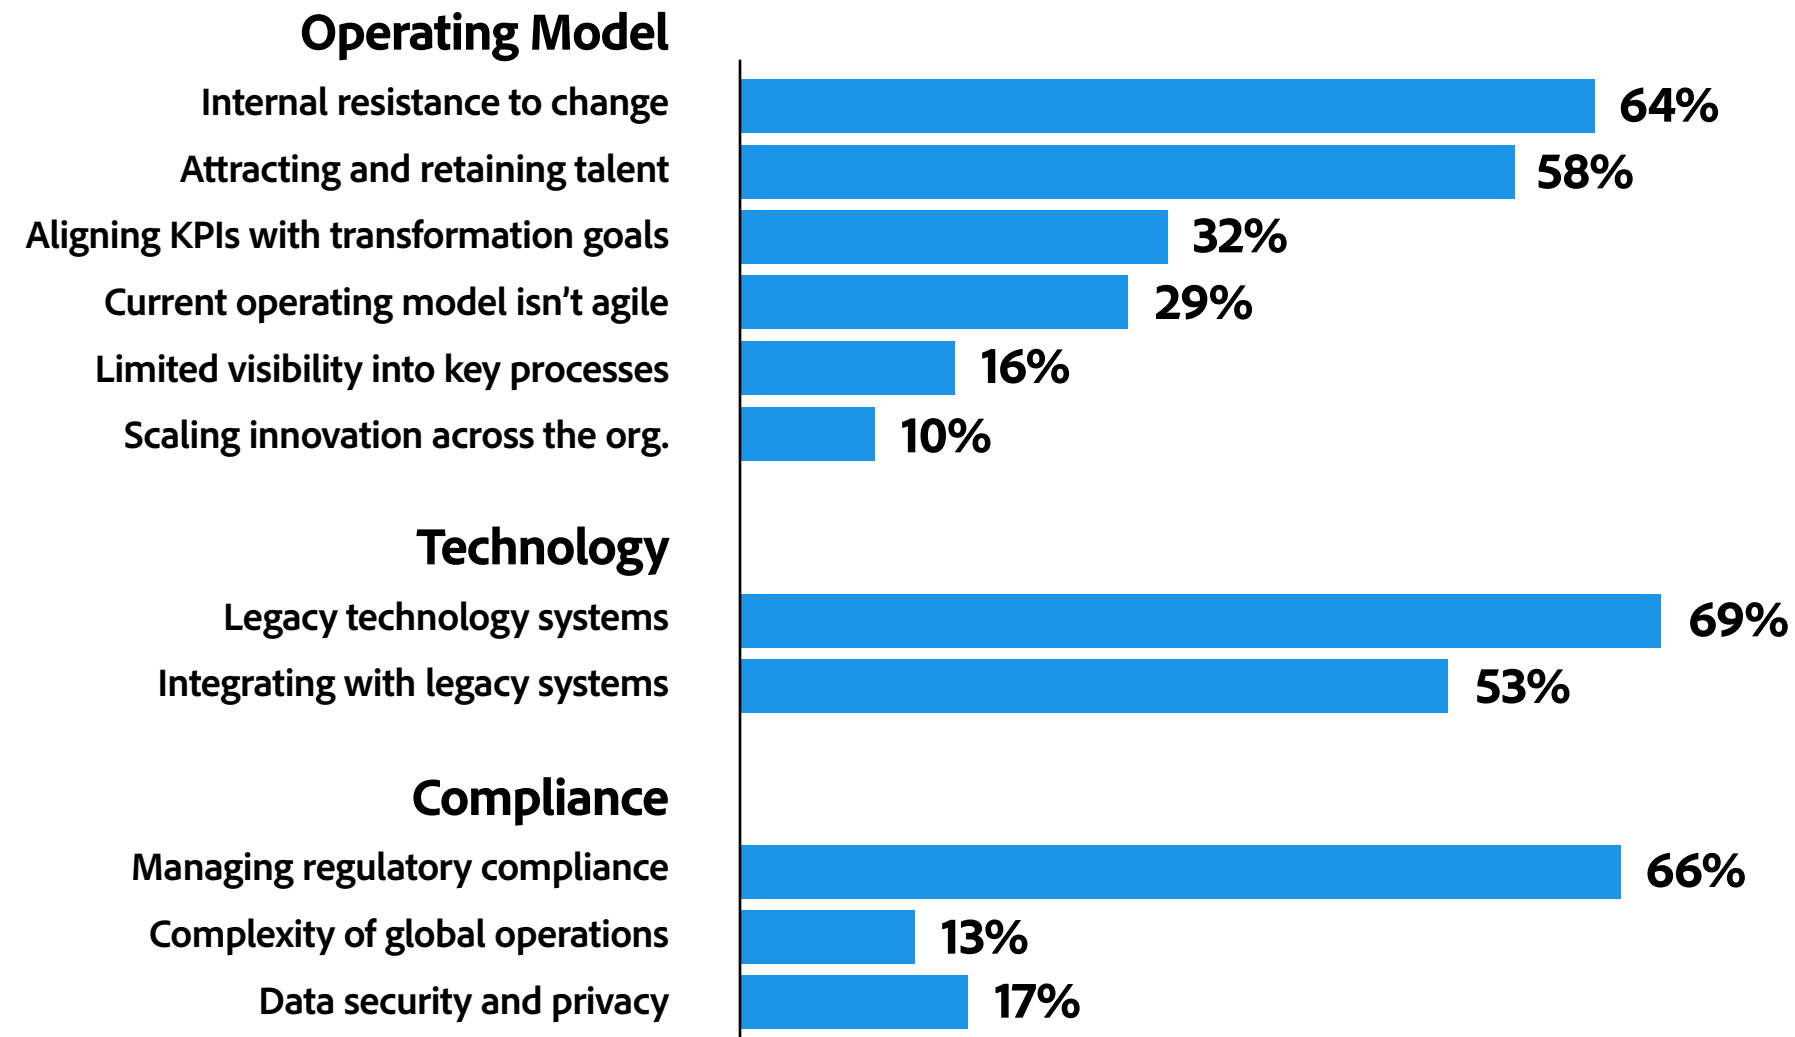 Operating Model
Internal resistance to change 64%
Attracting and retaining talent 58%
Aligning KPIs with transformation goals 32%
Current operating model isn’t agile 29%
Limited visibility into key processes 16%
Scaling innovation across the org. 10%
Technology
Legacy technology systems 69%
Integrating with legacy systems 53%
Compliance
Managing regulatory compliance 66%
Complexity of global operations 13%
Data security and privacy 17%